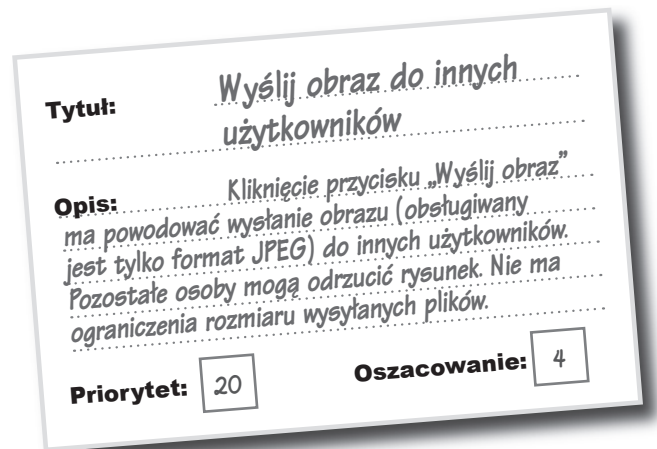 Tytuł: Wyślij obraz do innych
użytkowników
Opis: Kliknięcie przycisku „Wyślij obraz”
ma powodować wysłanie obrazu (obsługiwany
jest tylko format JPEG) do innych użytkowników.
Pozostałe osoby mogą odrzucić rysunek. Nie ma
ograniczenia rozmiaru wysyłanych plików.
Priorytet: 20 Oszacowanie: 4